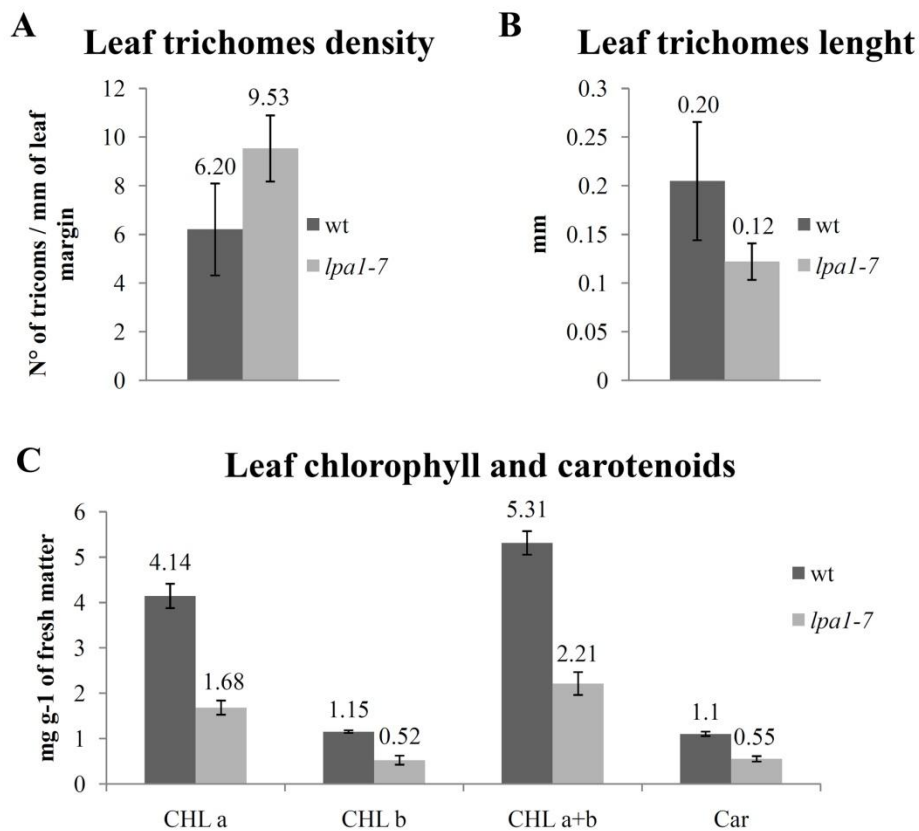 A
Leaf trichomes density
12
10
8
6
4
2
0
N° of tricoms / mm of leaf
margin
6.20
9.53
wt
lpa1-7
B
Leaf trichomes lenght
0.3
0.25
0.2
0.15
0.1
0.05
0
mm
0.20
0.12
wt
lpa1-7
C
Leaf chlorophyll and carotenoids
6
5
4
3
2
1
0
mg g-1 of fresh matter
4.14
1.68
1.15
0.52
5.31
2.21
1.1
0.55
wt
lpa1-7
CHL a
CHL b
CHL a+b
Car